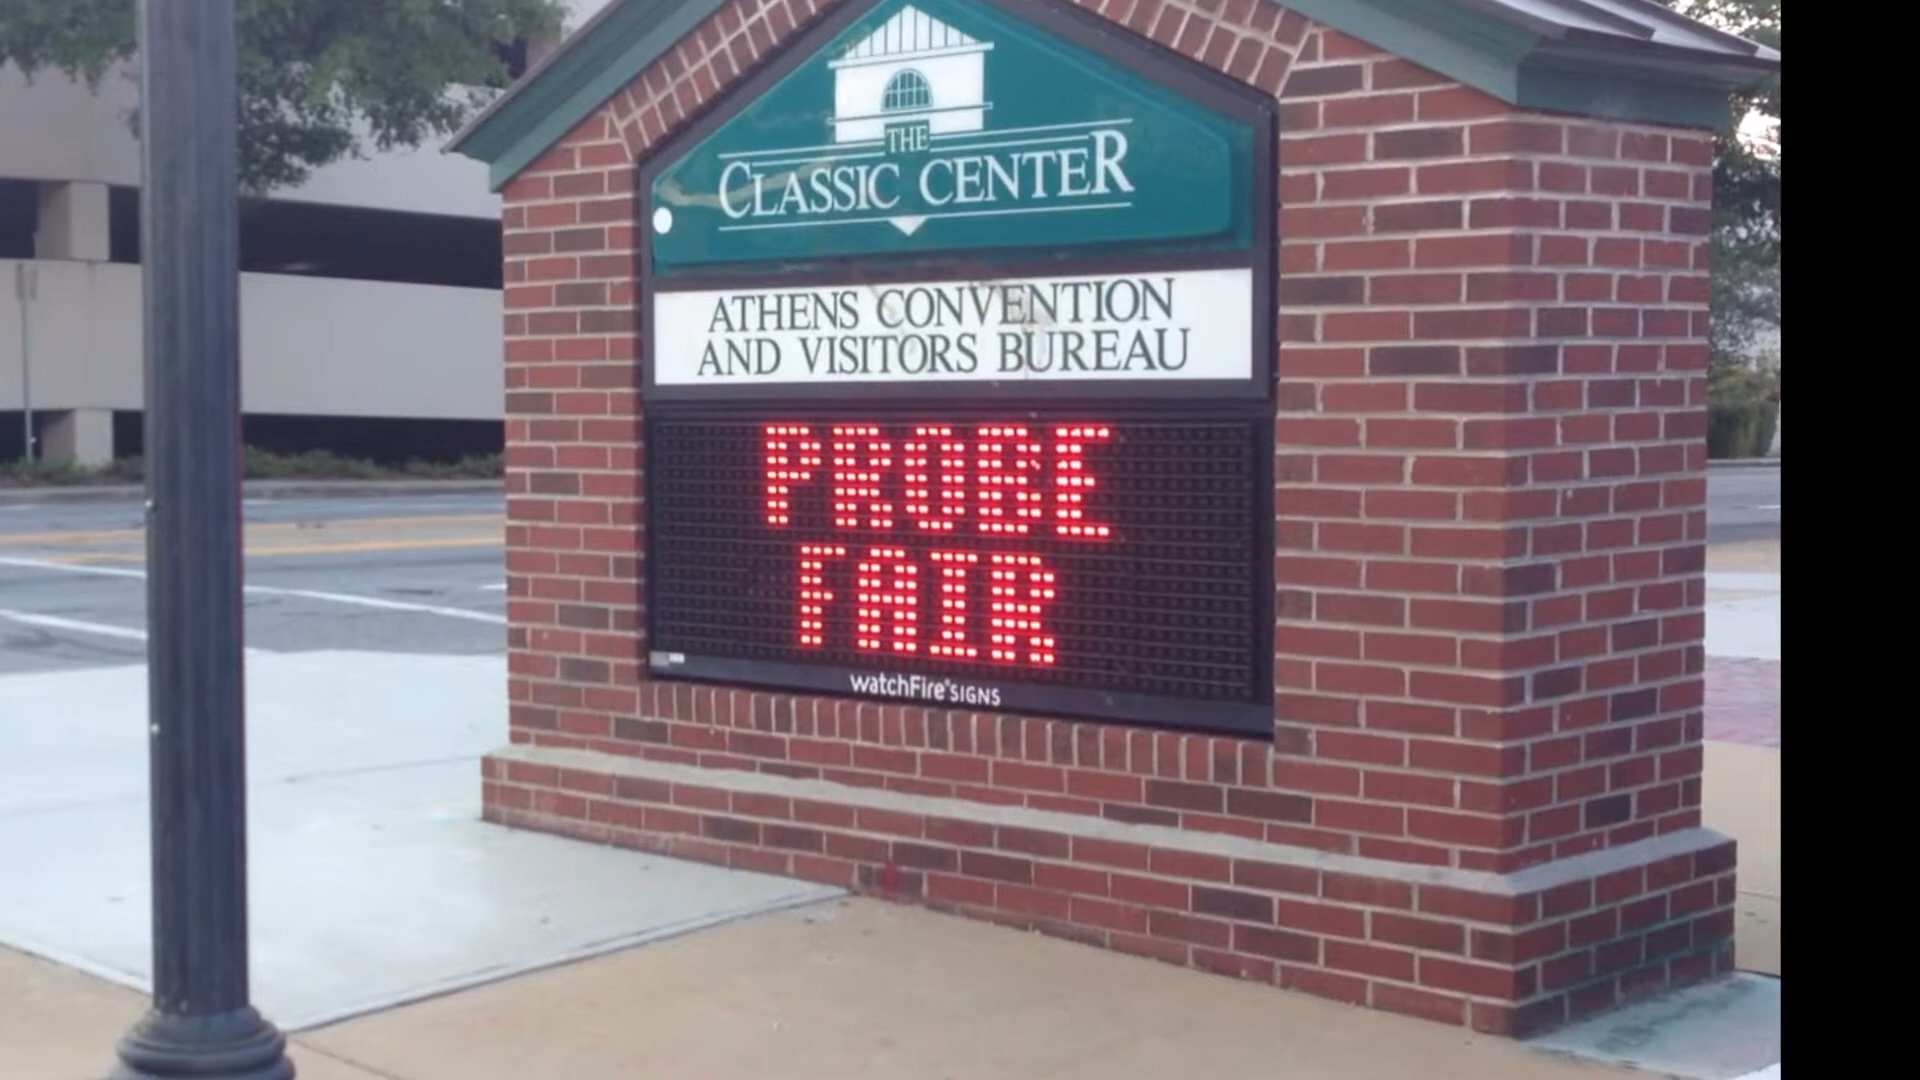 THE
CLASSIC CENTER
ATHENS CONVENTION
AND VISITORS BUREAU
PROBE
FAIR
watchFire® SIGNS